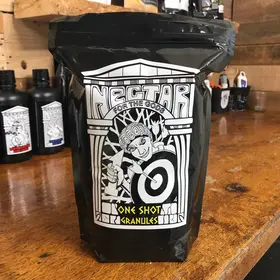 NECTAR
FOR THE GODS
ONE SHOT
GRANULES